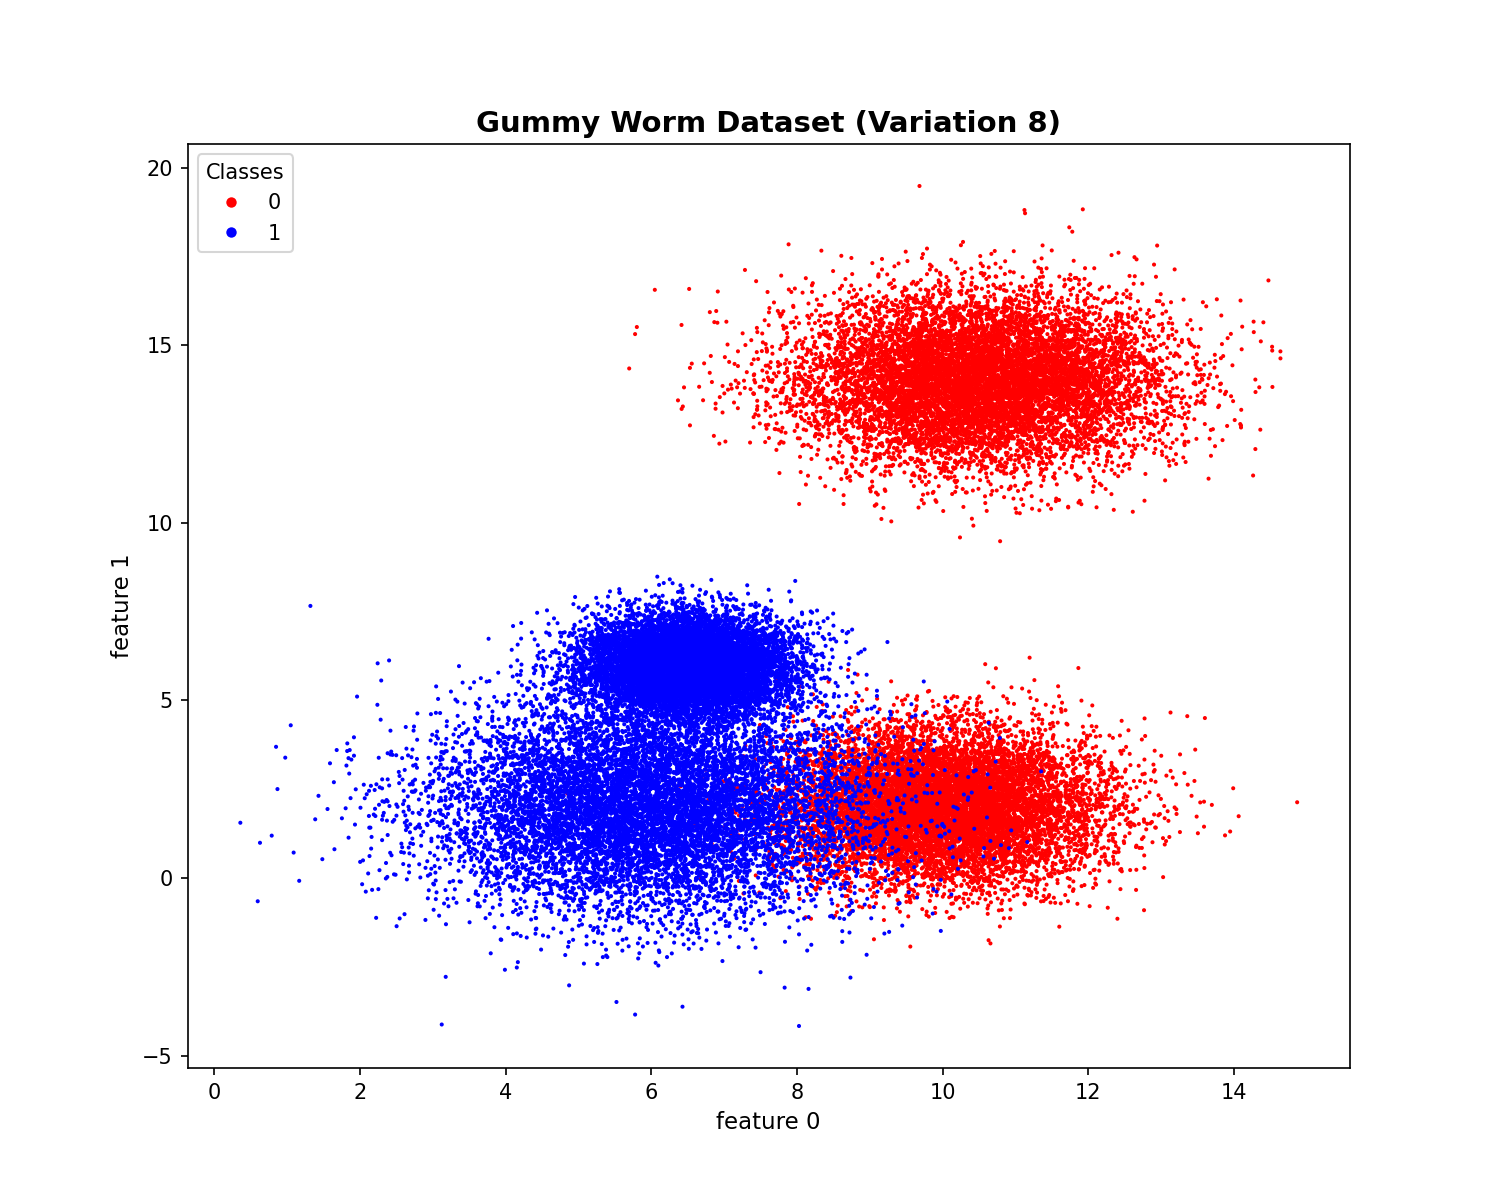 Gummy Worm Dataset (Variation 8)
Classes
0
1
20
15
10
5
0
−5
feature 1
0 2 4 6 8 10 12 14
feature 0